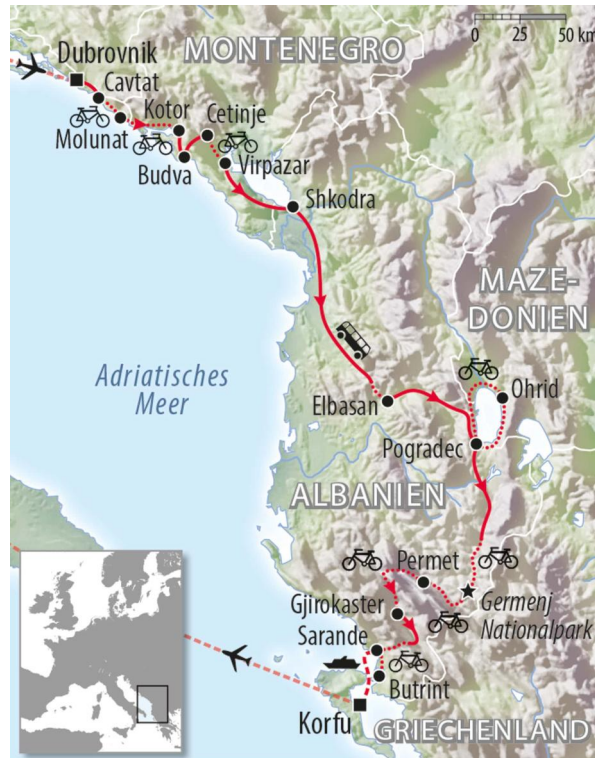 0 25 50 km
MONTENEGRO
Dubrovnik
Cavtat
Kotor
Cetinje
Molunat
Budva
Virpazar
Shkodra
MAZE-
DONIEN
Adriatisches
Meer
Ohrid
Elbasan
Pogradec
ALBANIEN
Permet
Gjirokaster
Germenj
Nationalpark
Sarande
Butrint
Korfu
GRIECHENLAND